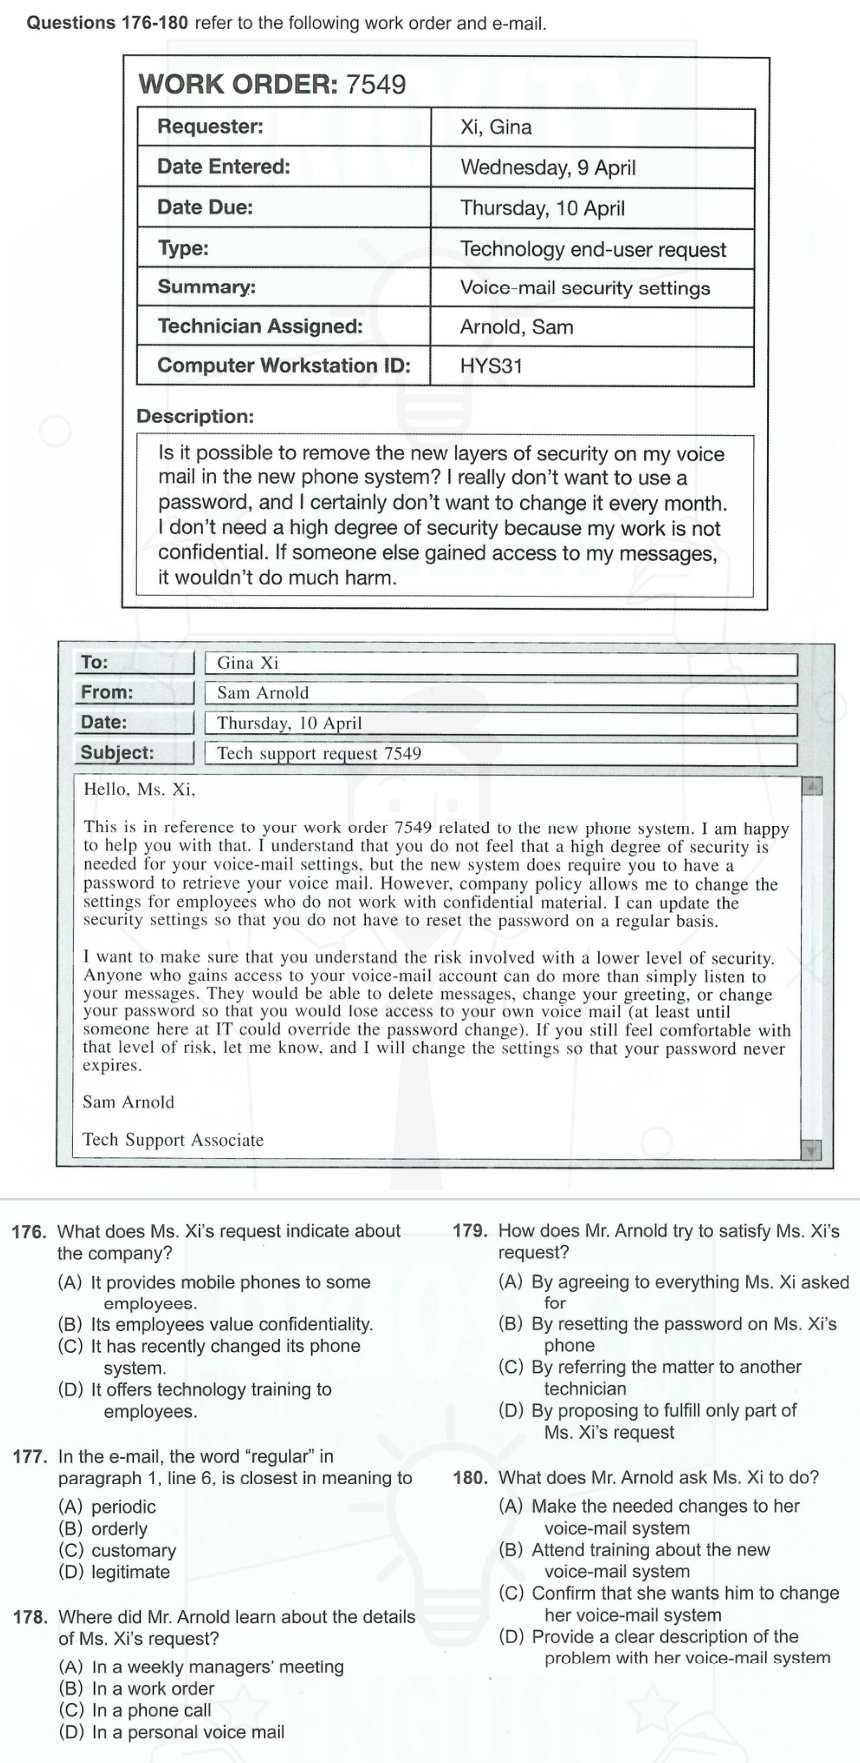 Questions 176-180 refer to the following work order and e-mail.
WORK ORDER: 7549
Requester: Xi, Gina
Date Entered: Wednesday, 9 April
Date Due: Thursday, 10 April
Type: Technology end-user request
Summary: Voice-mail security settings
Technician Assigned: Arnold, Sam
Computer Workstation ID: HYS31
Description:
Is it possible to remove the new layers of security on my voice
mail in the new phone system? I really don't want to use a
password, and I certainly don't want to change it every month.
I don't need a high degree of security because my work is not
confidential. If someone else gained access to my messages,
it wouldn't do much harm.
To: Gina Xi
From: Sam Arnold
Date: Thursday, 10 April
Subject: Tech support request 7549
Hello, Ms. Xi,
This is in reference to your work order 7549 related to the new phone system. I am happy
to help you with that. I understand that you do not feel that a high degree of security is
needed for your voice-mail settings, but the new system does require you to have a
password to retrieve your voice mail. However, company policy allows me to change the
settings for employees who do not work with confidential material. I can update the
security settings so that you do not have to reset the password on a regular basis.
I want to make sure that you understand the risk involved with a lower level of security.
Anyone who gains access to your voice-mail account can do more than simply listen to
your messages. They would be able to delete messages, change your greeting, or change
your password so that you would lose access to your own voice mail (at least until
someone here at IT could override the password change). If you still feel comfortable with
that level of risk, let me know, and I will change the settings so that your password never
expires.
Sam Arnold
Tech Support Associate
176. What does Ms. Xi's request indicate about
the company?
(A) It provides mobile phones to some
employees.
(B) Its employees value confidentiality.
(C) It has recently changed its phone
system.
(D) It offers technology training to
employees.
177. In the e-mail, the word "regular" in
paragraph 1, line 6, is closest in meaning to
(A) periodic
(B) orderly
(C) customary
(D) legitimate
178. Where did Mr. Arnold learn about the details
of Ms. Xi's request?
(A) In a weekly managers' meeting
(B) In a work order
(C) In a phone call
(D) In a personal voice mail
179. How does Mr. Arnold try to satisfy Ms. Xi's
request?
(A) By agreeing to everything Ms. Xi asked
for
(B) By resetting the password on Ms. Xi's
phone
(C) By referring the matter to another
technician
(D) By proposing to fulfill only part of
Ms. Xi's request
180. What does Mr. Arnold ask Ms. Xi to do?
(A) Make the needed changes to her
voice-mail system
(B) Attend training about the new
voice-mail system
(C) Confirm that she wants him to change
her voice-mail system
(D) Provide a clear description of the
problem with her voice-mail system